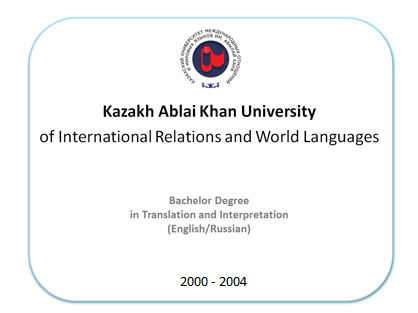 КАЗАХСКИЙ УНИВЕРСИТЕТ МЕЖДУНАРОДНЫХ ОТНОШЕНИЙ
И МИРОВЫХ ЯЗЫКОВ ИМ. АБЫЛАЙ ХАНА
Kazakh Ablai Khan University
of International Relations and World Languages
Bachelor Degree
in Translation and Interpretation
(English/Russian)
2000 - 2004